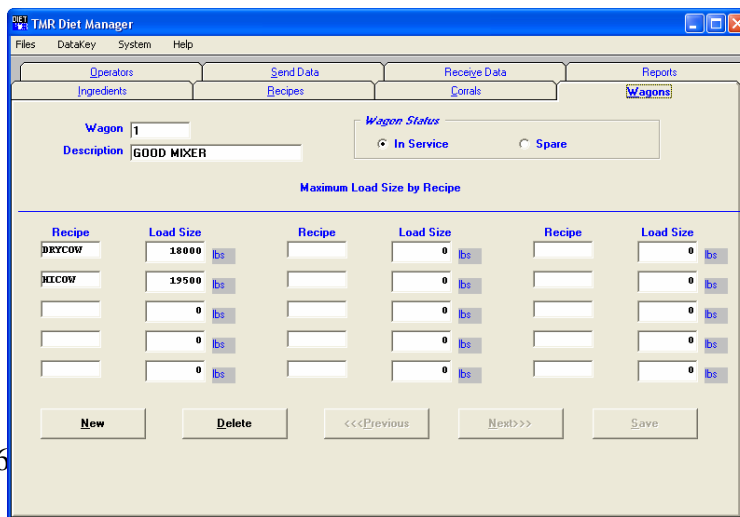 DIET TMR Diet Manager
Files DataKey System Help
Operators Send Data Receive Data Reports
Ingredients Recipes Corrals Wagons
Wagon 1
Wagon Status
In Service Spare
Description GOOD MIXER
Maximum Load Size by Recipe
Recipe Load Size Recipe Load Size Recipe Load Size
DRYCOW 18000 lbs 0 lbs 0 lbs
HICOW 19500 lbs 0 lbs 0 lbs
0 lbs 0 lbs 0 lbs
0 lbs 0 lbs 0 lbs
0 lbs 0 lbs 0 lbs
New Delete <<<Previous Next>>> Save
6